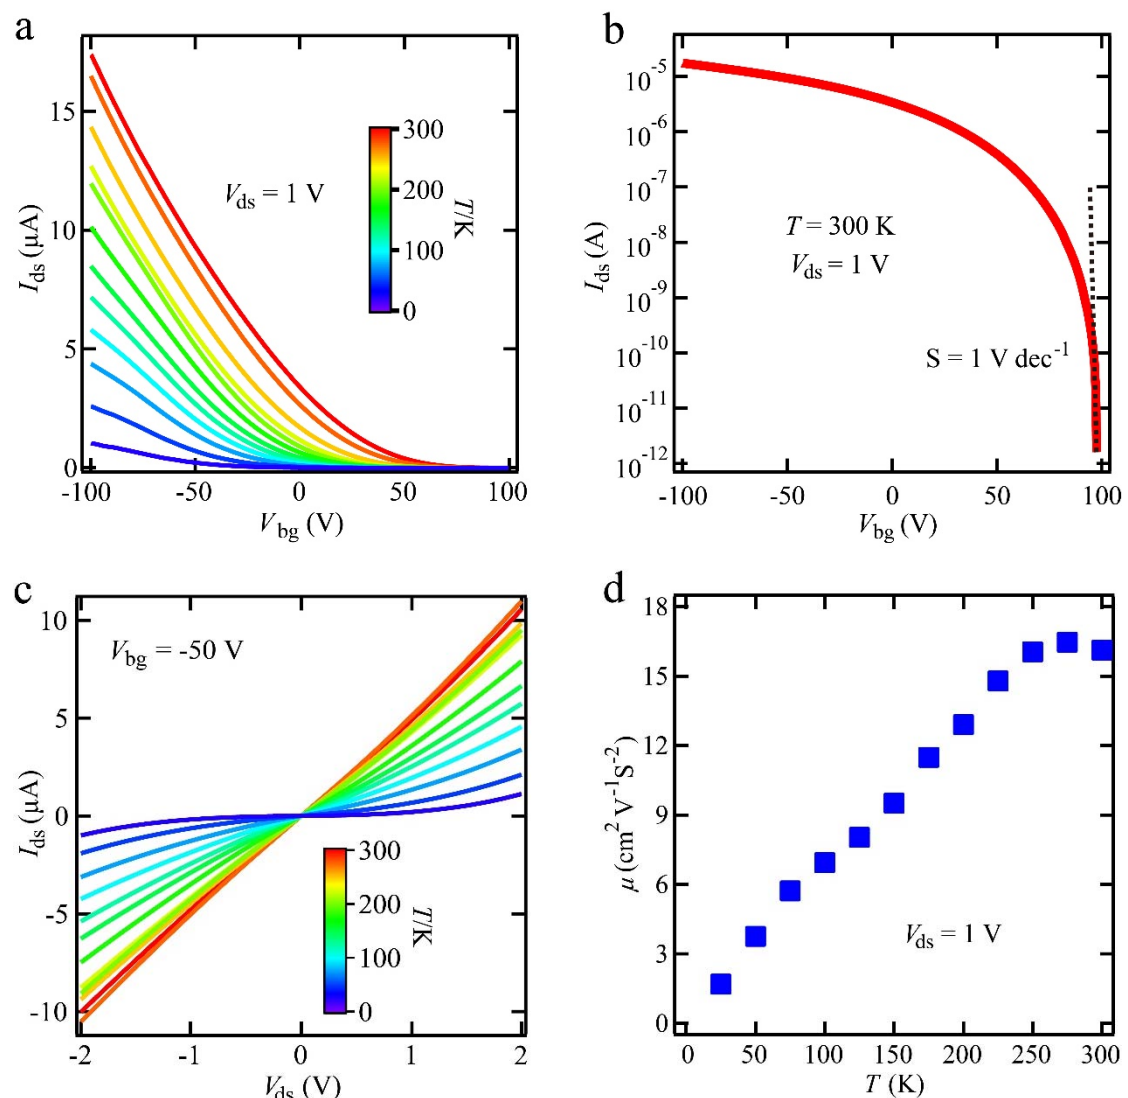 a
15
10
5
0
I_ds (μA)
V_ds = 1 V
300
200
100
0
T/K
-100 -50 0 50 100
V_bg (V)
b
10^-5
10^-6
10^-7
10^-8
10^-9
10^-10
10^-11
10^-12
I_ds (A)
T = 300 K
V_ds = 1 V
S = 1 V dec^-1
-100 -50 0 50 100
V_bg (V)
c
10
5
0
-5
-10
I_ds (μA)
V_bg = -50 V
300
200
100
0
T/K
-2 -1 0 1 2
V_ds (V)
d
18
15
12
9
6
3
0
μ (cm^2 V^-1S^-2)
V_ds = 1 V
0 50 100 150 200 250 300
T (K)